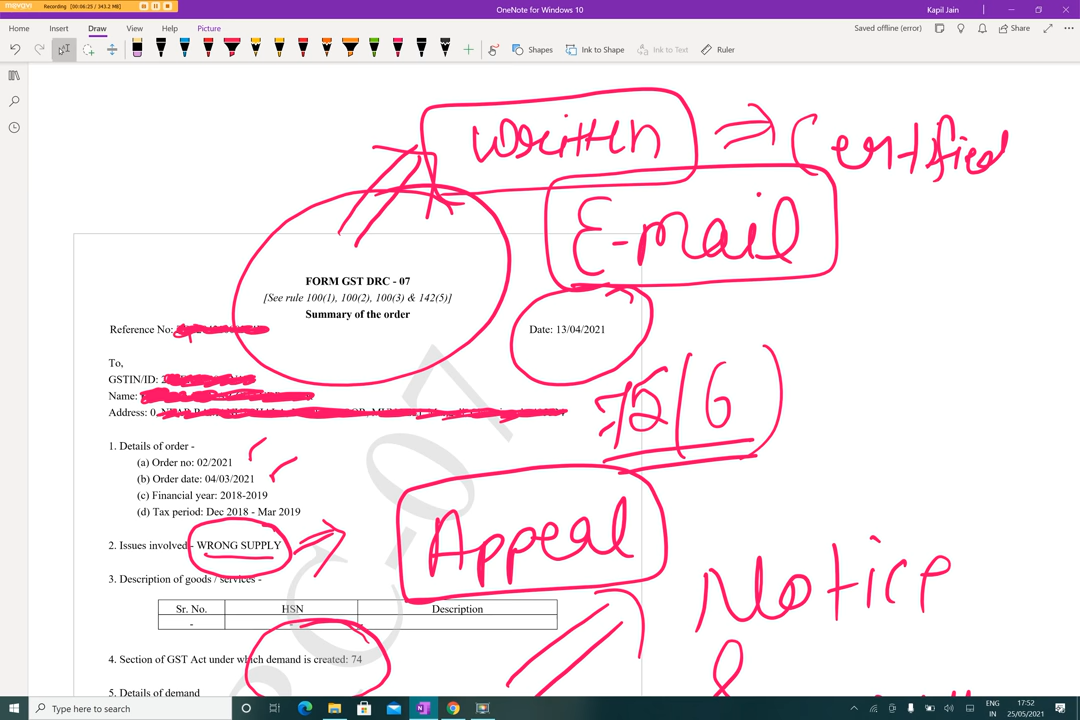 movavi Recording [00:06:25 / 343.2 MB]
OneNote for Windows 10
Kapil Jain
Home Insert Draw View Help Picture
Saved offline (error)
Share
Shapes
Ink to Shape
Ink to Text
Ruler
Written ⇒ Certified
E-mail
FORM GST DRC - 07
[See rule 100(1), 100(2), 100(3) & 142(5)]
Summary of the order
Reference No:
Date: 13/04/2021
To,
GSTIN/ID: 2
Name:
Address: 0,
75(6)
1. Details of order -
(a) Order no: 02/2021
(b) Order date: 04/03/2021
(c) Financial year: 2018-2019
(d) Tax period: Dec 2018 - Mar 2019
Appeal
2. Issues involved - WRONG SUPPLY
3. Description of goods / services -
Notice
Sr. No. HSN Description
-
&
4. Section of GST Act under which demand is created: 74
5. Details of demand
Type here to search
ENG
IN
17:52
25/05/2021